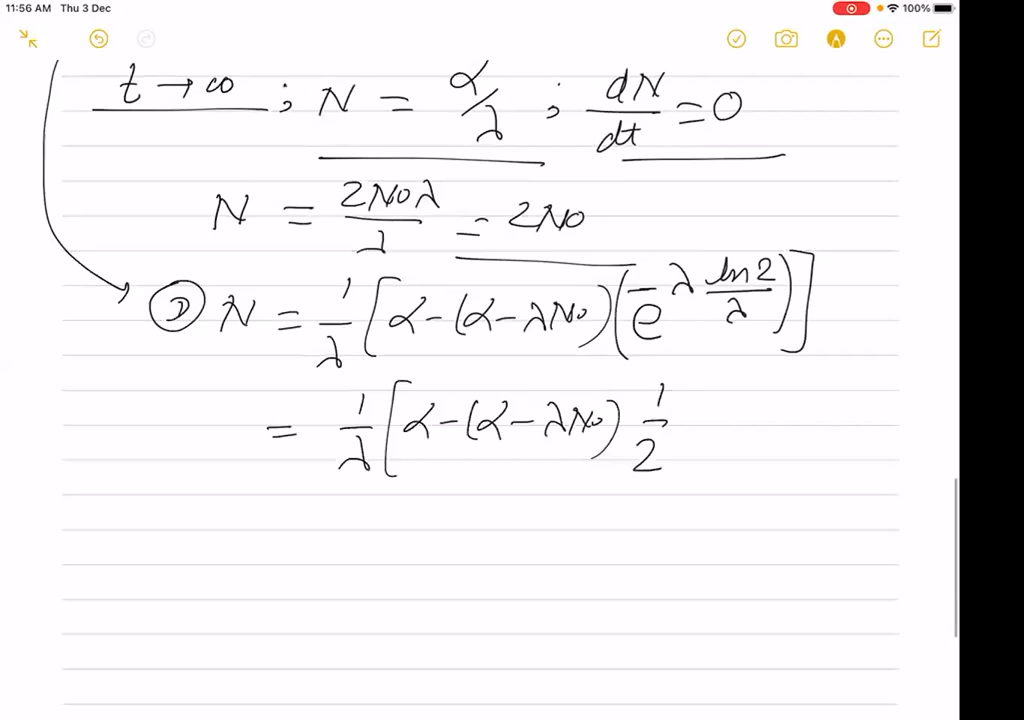 11:56 AM Thu 3 Dec 100%
t → ∞ ; N = α/λ ; dN/dt = 0
N = 2N0λ/λ = 2N0
② N = 1/λ [α - (α - λN0)(e^-λ ln2/λ)]
= 1/λ [α - (α - λN0) 1/2